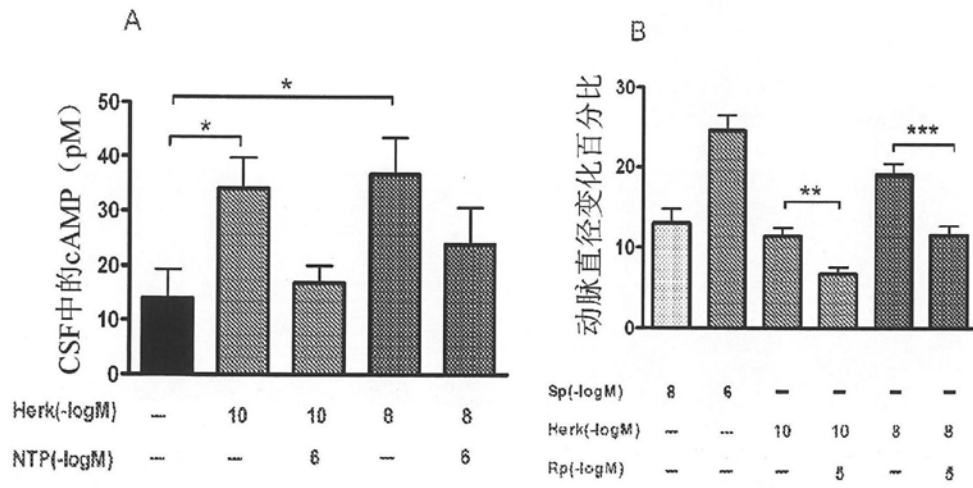 A
CSF中的cAMP（pM）
50
40
30
20
10
0
*
*
Herk(-logM) — 10 10 8 8
NTP(-logM) — — 6 — 6
B
动脉直径变化百分比
30
20
10
0
**
***
Sp(-logM) 8 6 — — — —
Herk(-logM) — — 10 10 8 8
Rp(-logM) — — — 5 — 5